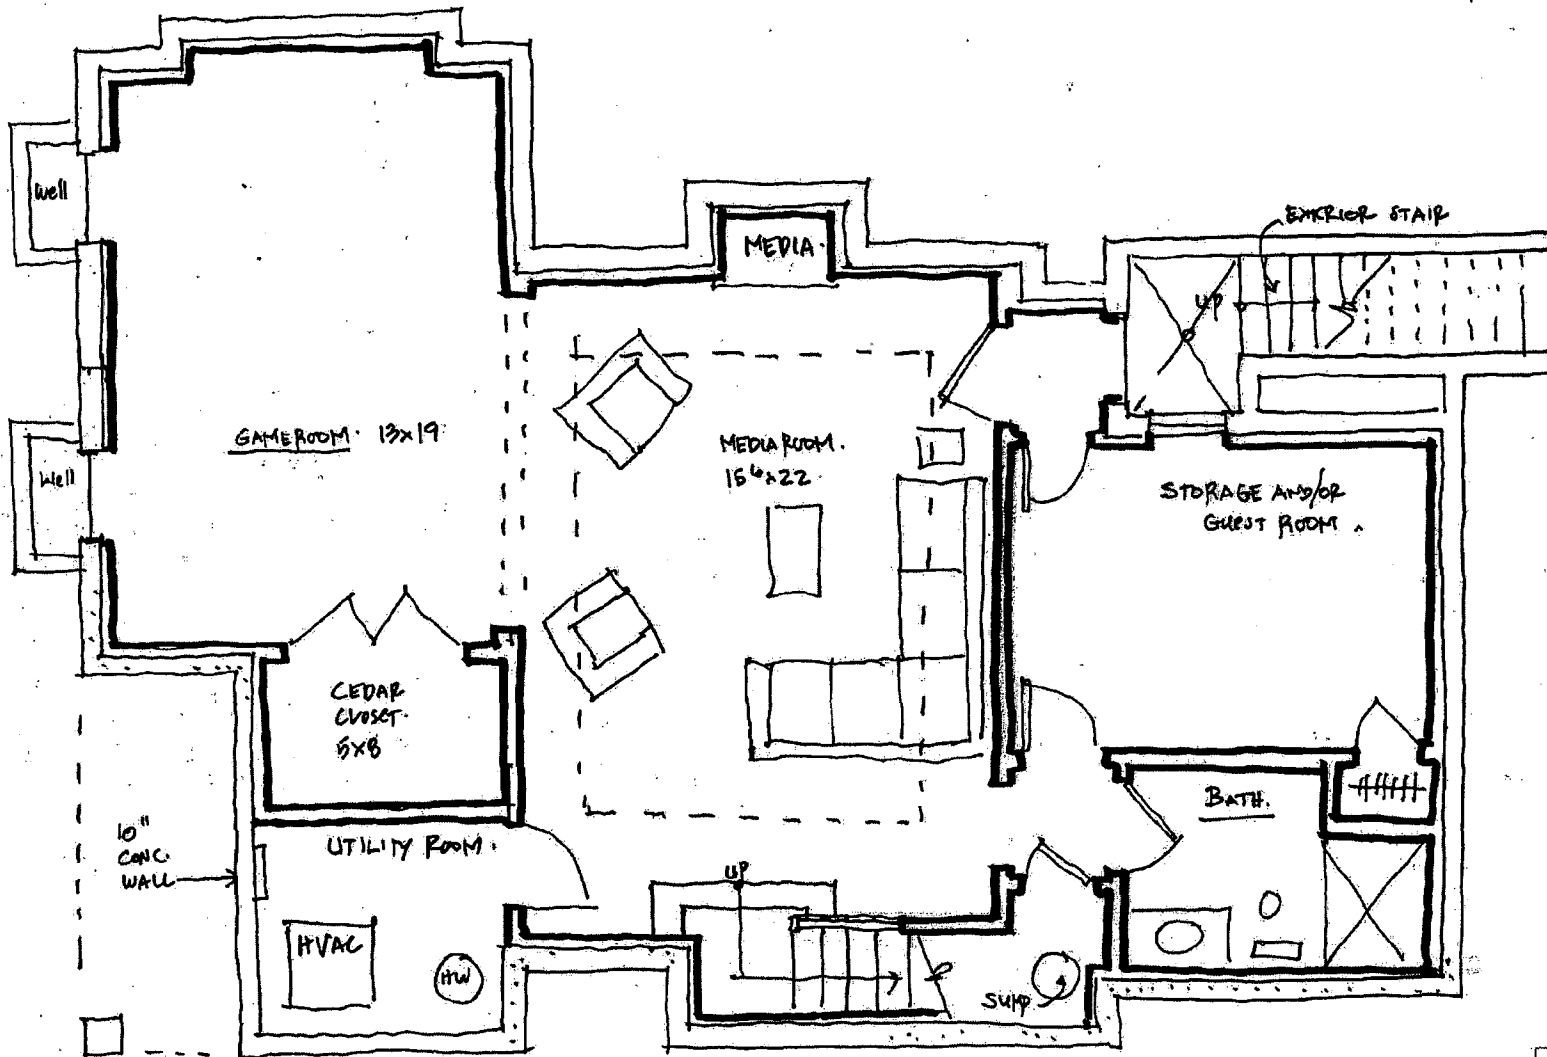 EXTERIOR STAIR
Well
MEDIA.
UP
GAMEROOM. 13x19
MEDIA ROOM.
15⁶x22
Well
STORAGE AND/OR
GUEST ROOM.
CEDAR
CLOSET.
5x8
BATH.
10"
CONC.
WALL
UTILITY ROOM.
UP
HVAC
HW
SUMP